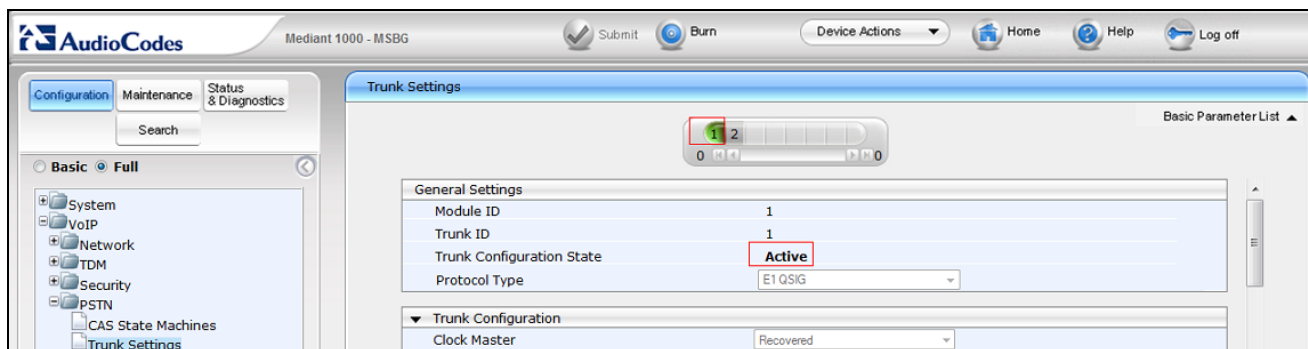 AudioCodes
Mediant 1000 - MSBG
Submit
Burn
Device Actions
Home
Help
Log off
Configuration
Maintenance
Status
& Diagnostics
Search
Basic Full
System
VoIP
Network
TDM
Security
PSTN
CAS State Machines
Trunk Settings
Trunk Settings
Basic Parameter List
1 2
0 0
General Settings
Module ID 1
Trunk ID 1
Trunk Configuration State Active
Protocol Type E1 QSIG
Trunk Configuration
Clock Master Recovered